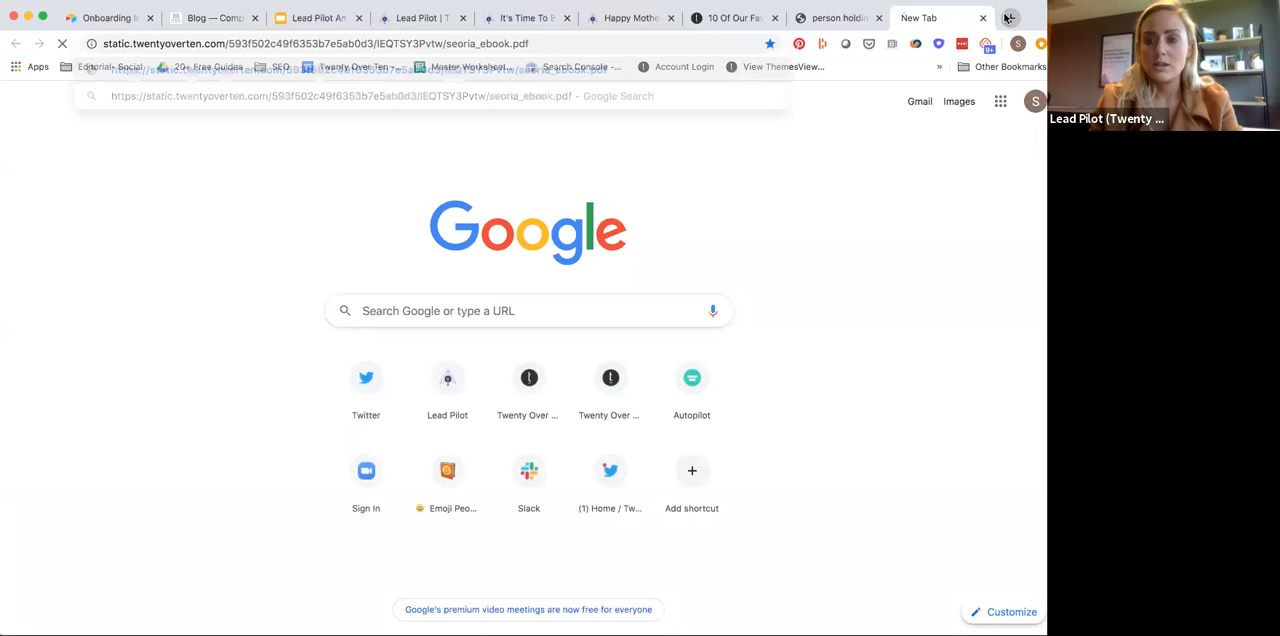 Onboarding I
Blog — Comp
Lead Pilot An
Lead Pilot | T
It's Time To B
Happy Mothe
10 Of Our Fav
person holdin
New Tab
static.twentyoverten.com/593f502c49f6353b7e5ab0d3/IEQTSY3Pvtw/seoria_ebook.pdf
9+
S
Apps
Editorial- Social
20+ Free Guides
SEO
Twenty Over Ten -...
Master Worksheet...
Search Console -...
Account Login
View ThemesView...
»
Other Bookmarks
https://static.twentyoverten.com/593f502c49f6353b7e5ab0d3/IEQTSY3Pvtw/seoria_ebook.pdf - Google Search
Gmail
Images
S
Lead Pilot (Twenty ...
Google
Search Google or type a URL
Twitter
Lead Pilot
Twenty Over ...
Twenty Over ...
Autopilot
Sign In
Emoji Peo...
Slack
(1) Home / Tw...
Add shortcut
Google's premium video meetings are now free for everyone
Customize